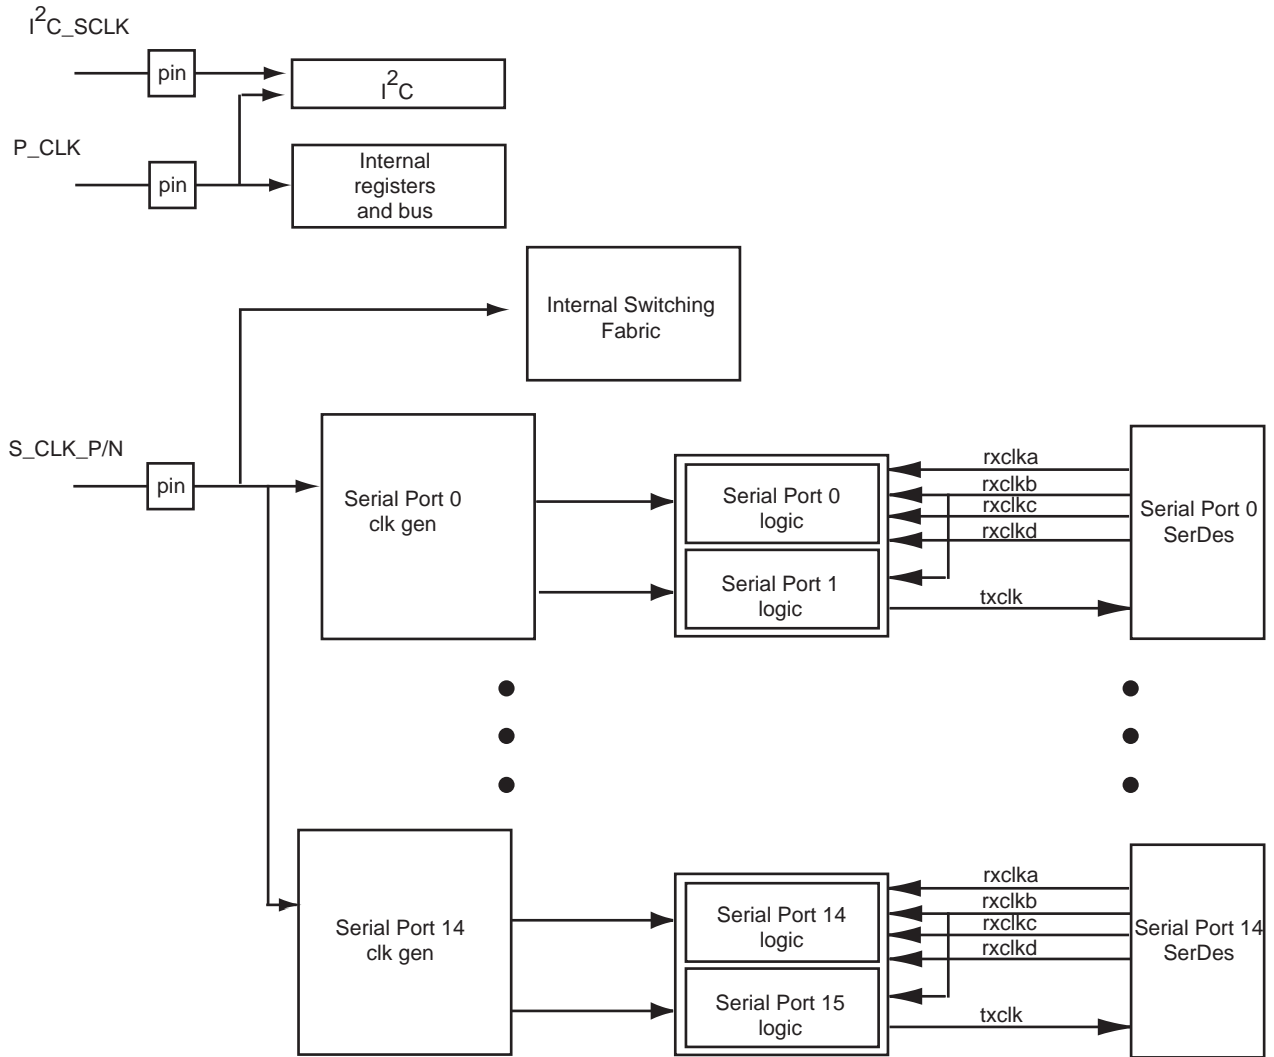 I²C_SCLK
pin
I²C
P_CLK
pin
Internal
registers
and bus
Internal Switching
Fabric
S_CLK_P/N
pin
Serial Port 0
clk gen
Serial Port 0
logic
Serial Port 1
logic
rxclka
rxclkb
rxclkc
rxclkd
txclk
Serial Port 0
SerDes
Serial Port 14
clk gen
Serial Port 14
logic
Serial Port 15
logic
rxclka
rxclkb
rxclkc
rxclkd
txclk
Serial Port 14
SerDes